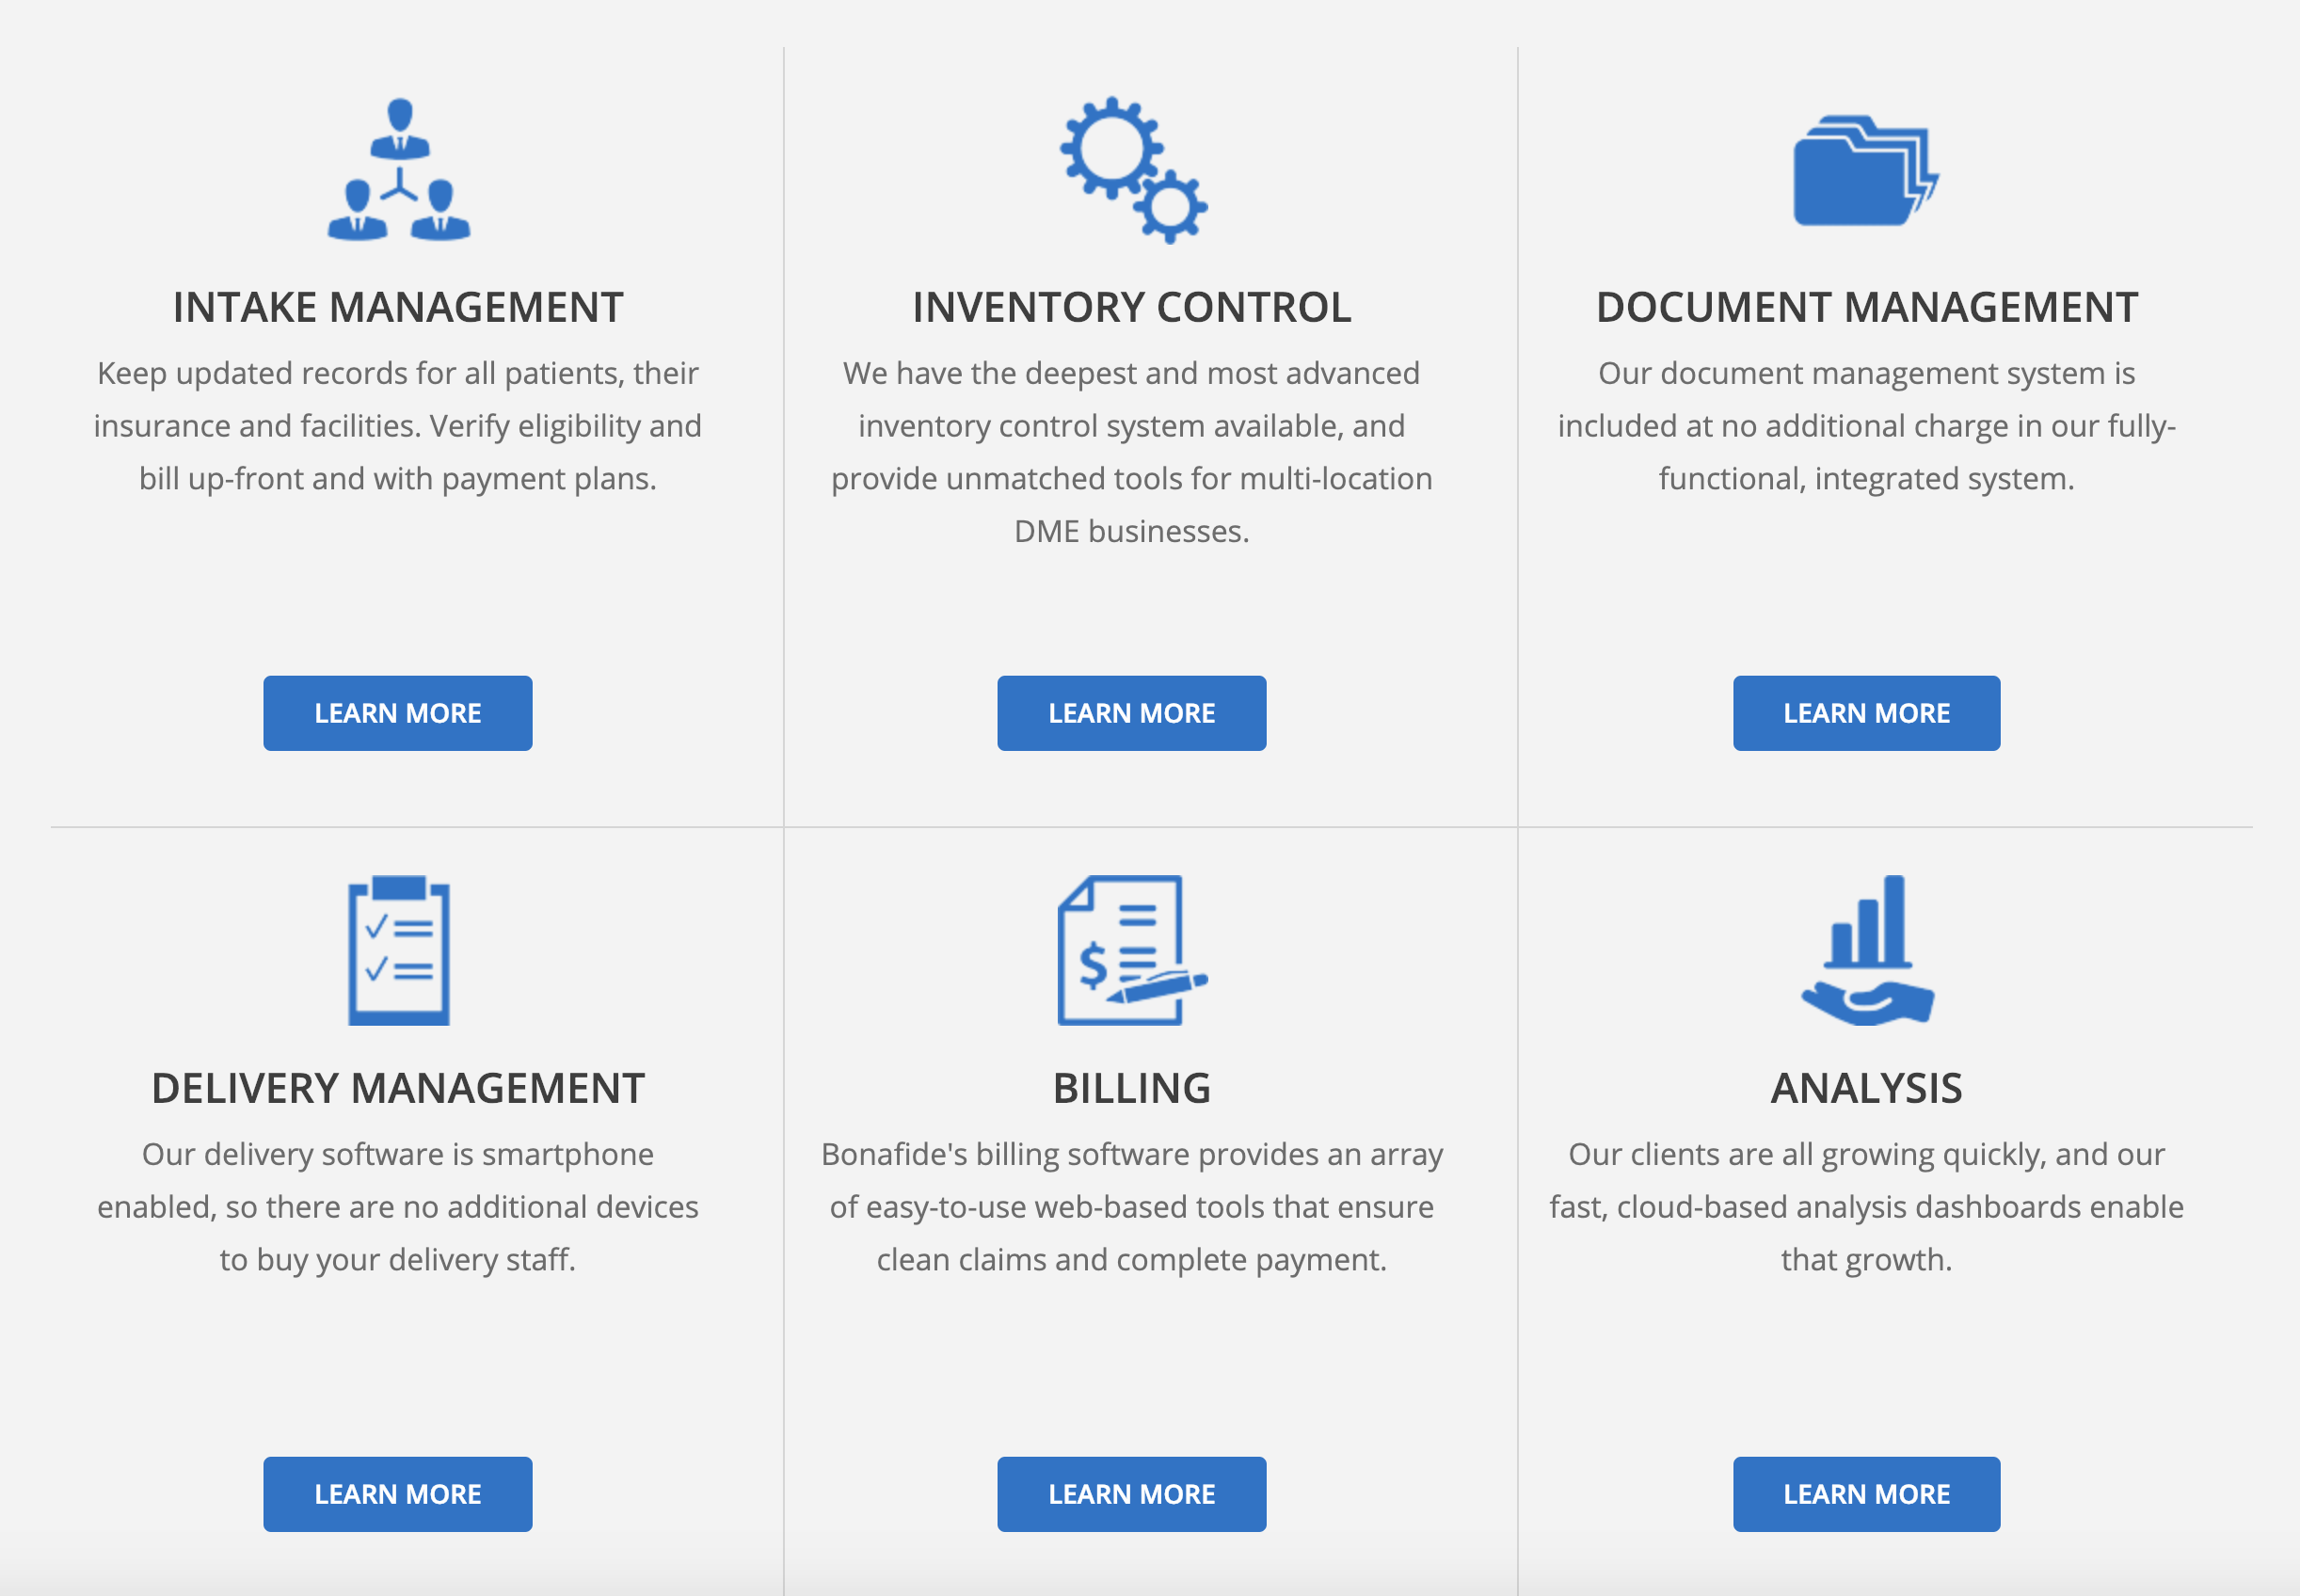 INTAKE MANAGEMENT
Keep updated records for all patients, their
insurance and facilities. Verify eligibility and
bill up-front and with payment plans.
LEARN MORE
INVENTORY CONTROL
We have the deepest and most advanced
inventory control system available, and
provide unmatched tools for multi-location
DME businesses.
LEARN MORE
DOCUMENT MANAGEMENT
Our document management system is
included at no additional charge in our fully-
functional, integrated system.
LEARN MORE
DELIVERY MANAGEMENT
Our delivery software is smartphone
enabled, so there are no additional devices
to buy your delivery staff.
LEARN MORE
$
BILLING
Bonafide's billing software provides an array
of easy-to-use web-based tools that ensure
clean claims and complete payment.
LEARN MORE
ANALYSIS
Our clients are all growing quickly, and our
fast, cloud-based analysis dashboards enable
that growth.
LEARN MORE